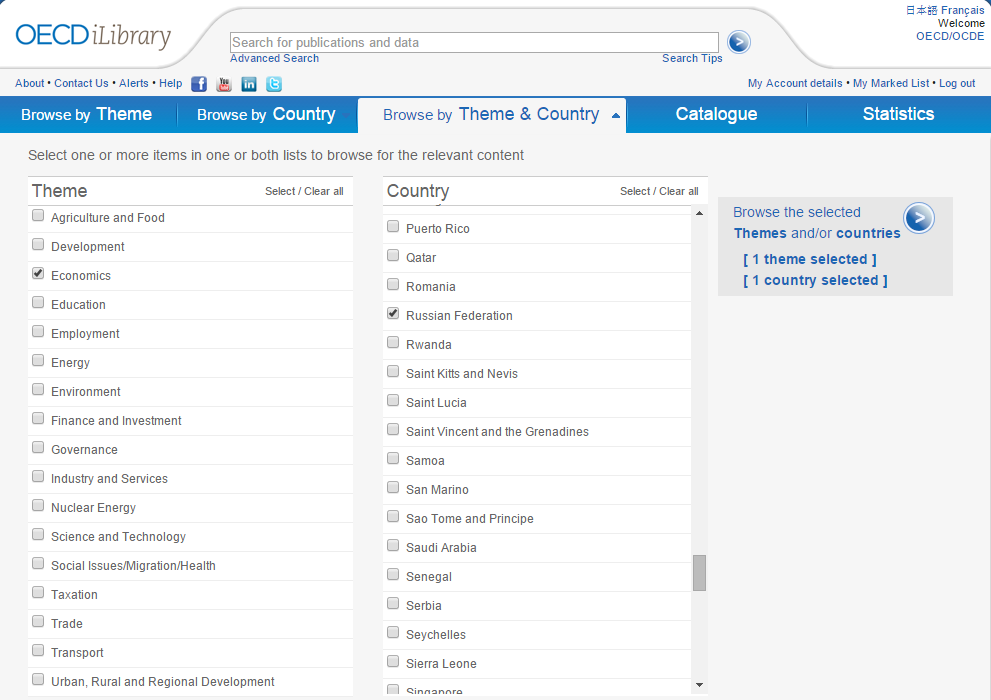 日本語 Français
Welcome
OECD/OCDE
OECD iLibrary
Search for publications and data
Advanced Search Search Tips
About • Contact Us • Alerts • Help f You Tube in t My Account details • My Marked List • Log out
Browse by Theme Browse by Country Browse by Theme & Country Catalogue Statistics
Select one or more items in one or both lists to browse for the relevant content
Theme Select / Clear all
Agriculture and Food
Development
Economics
Education
Employment
Energy
Environment
Finance and Investment
Governance
Industry and Services
Nuclear Energy
Science and Technology
Social Issues/Migration/Health
Taxation
Trade
Transport
Urban, Rural and Regional Development
Country Select / Clear all
Puerto Rico
Qatar
Romania
Russian Federation
Rwanda
Saint Kitts and Nevis
Saint Lucia
Saint Vincent and the Grenadines
Samoa
San Marino
Sao Tome and Principe
Saudi Arabia
Senegal
Serbia
Seychelles
Sierra Leone
Singapore
Browse the selected
Themes and/or countries
[ 1 theme selected ]
[ 1 country selected ]